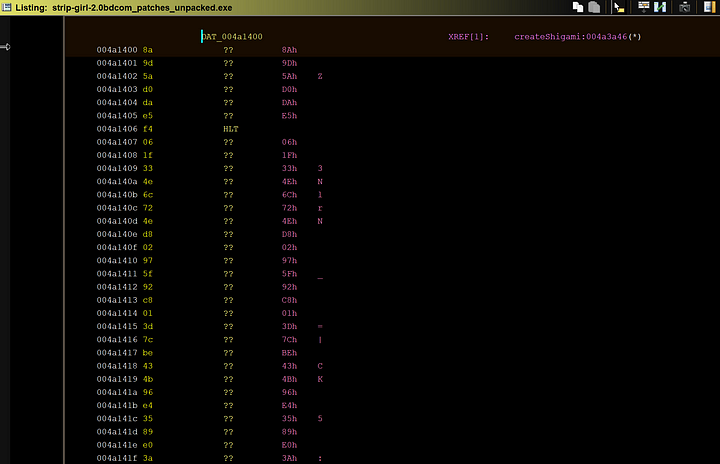 Listing: strip-girl-2.0bdcom_patches_unpacked.exe
DAT_004a1400 XREF[1]: createShigami:004a3a46(*)
004a1400 8a ?? 8Ah
004a1401 9d ?? 9Dh
004a1402 5a ?? 5Ah Z
004a1403 d0 ?? D0h
004a1404 da ?? DAh
004a1405 e5 ?? E5h
004a1406 f4 HLT
004a1407 06 ?? 06h
004a1408 1f ?? 1Fh
004a1409 33 ?? 33h 3
004a140a 4e ?? 4Eh N
004a140b 6c ?? 6Ch l
004a140c 72 ?? 72h r
004a140d 4e ?? 4Eh N
004a140e d8 ?? D8h
004a140f 02 ?? 02h
004a1410 97 ?? 97h
004a1411 5f ?? 5Fh _
004a1412 92 ?? 92h
004a1413 c8 ?? C8h
004a1414 01 ?? 01h
004a1415 3d ?? 3Dh =
004a1416 7c ?? 7Ch |
004a1417 be ?? BEh
004a1418 43 ?? 43h C
004a1419 4b ?? 4Bh K
004a141a 96 ?? 96h
004a141b e4 ?? E4h
004a141c 35 ?? 35h 5
004a141d 89 ?? 89h
004a141e e0 ?? E0h
004a141f 3a ?? 3Ah :